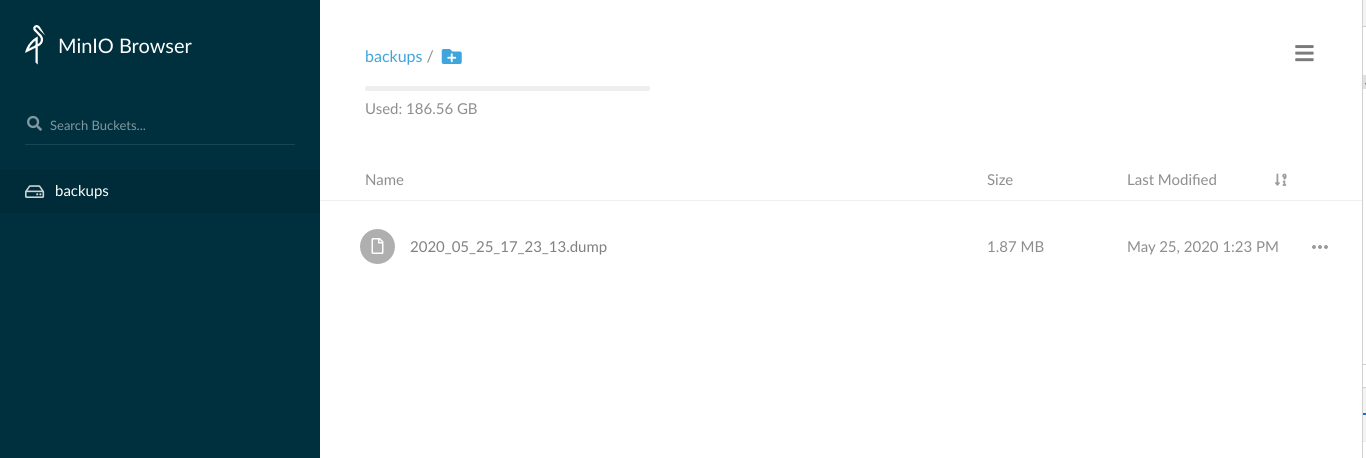 MinIO Browser
Search Buckets...
backups
backups /
Used: 186.56 GB
Name Size Last Modified
2020_05_25_17_23_13.dump 1.87 MB May 25, 2020 1:23 PM